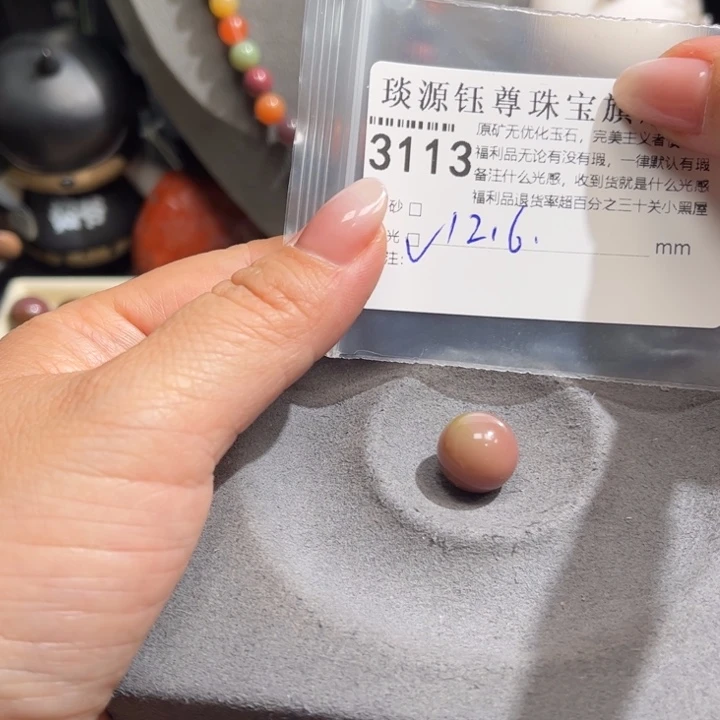 琰源钰尊珠宝旗
原矿无优化玉石，完美主义者
3113
福利品无论有没有瑕，一律默认有瑕
备注什么光感，收到货就是什么光感
福利品退货率超百分之三十关小黑屋
砂 □
光 □ ✓ 12.6. mm
注：